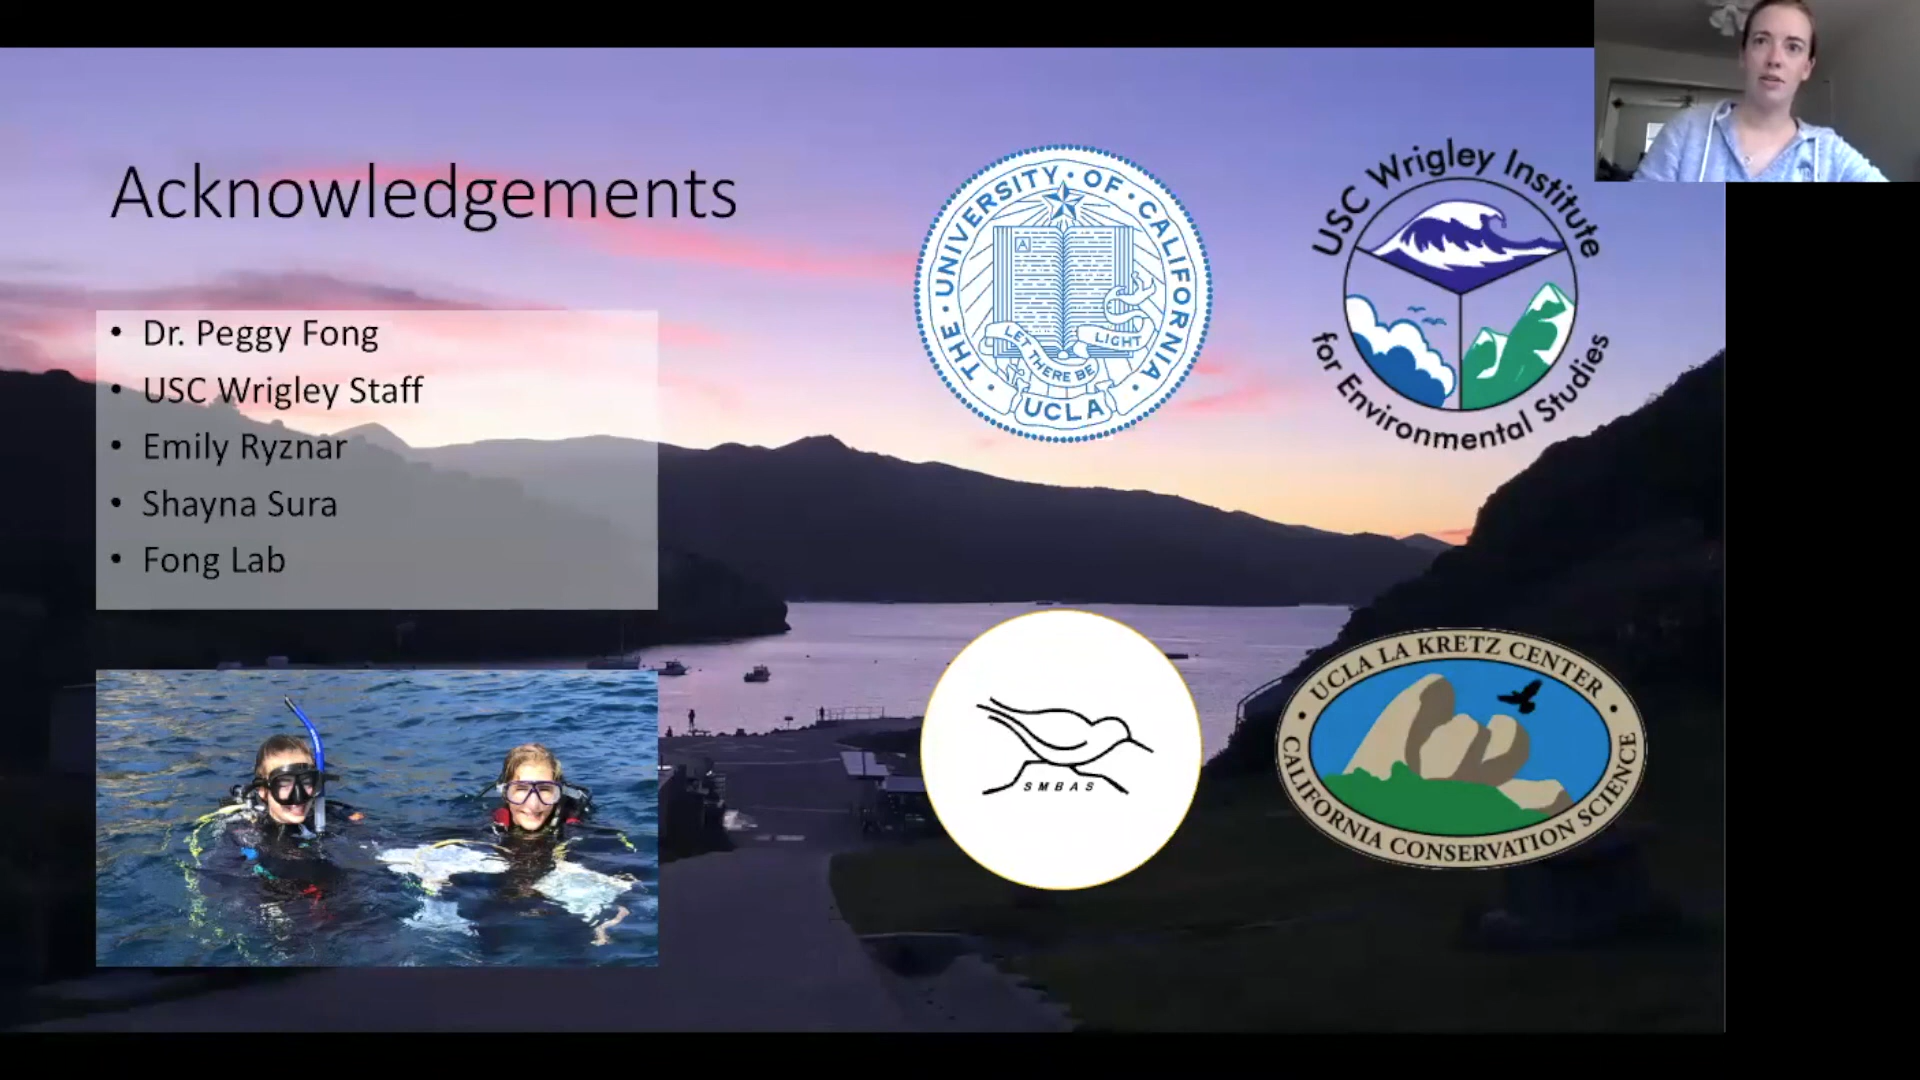 Acknowledgements
• Dr. Peggy Fong
• USC Wrigley Staff
• Emily Ryznar
• Shayna Sura
• Fong Lab
• THE • UNIVERSITY • OF • CALIFORNIA •
A
LET THERE BE LIGHT
UCLA
USC Wrigley Institute
for Environmental Studies
SMBAS
• UCLA LA KRETZ CENTER •
CALIFORNIA CONSERVATION SCIENCE